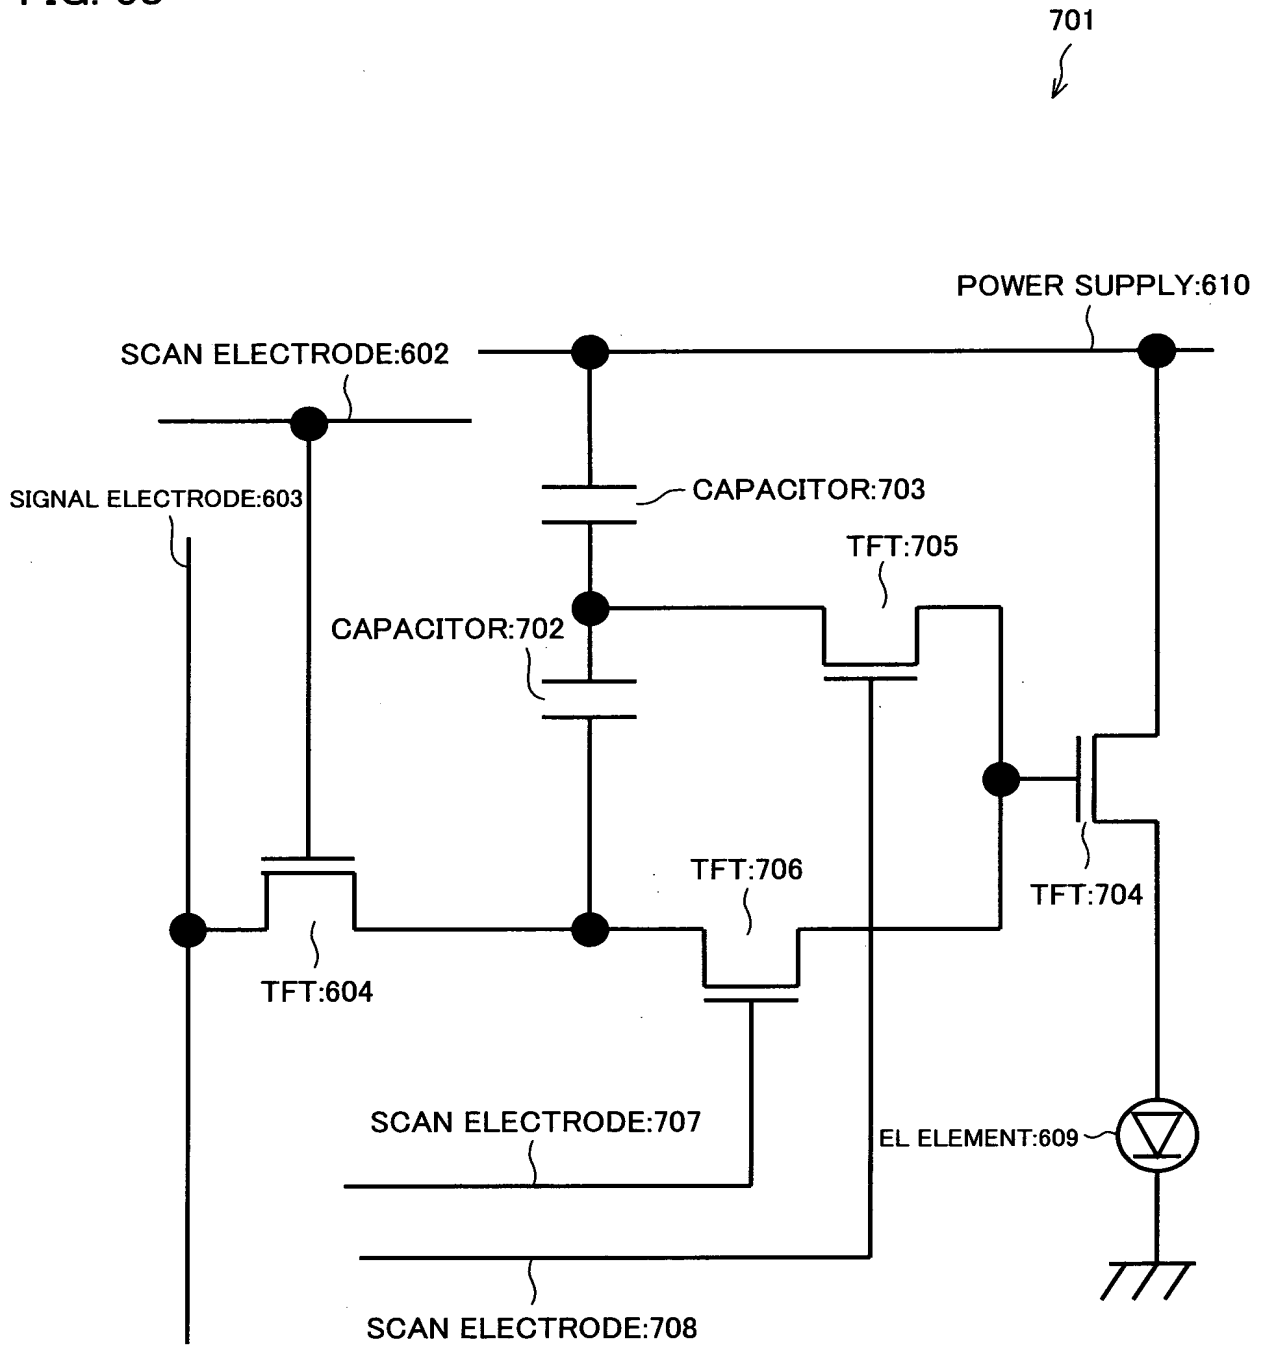 701
POWER SUPPLY:610
SCAN ELECTRODE:602
SIGNAL ELECTRODE:603
CAPACITOR:703
TFT:705
CAPACITOR:702
TFT:706
TFT:704
TFT:604
SCAN ELECTRODE:707
EL ELEMENT:609
SCAN ELECTRODE:708